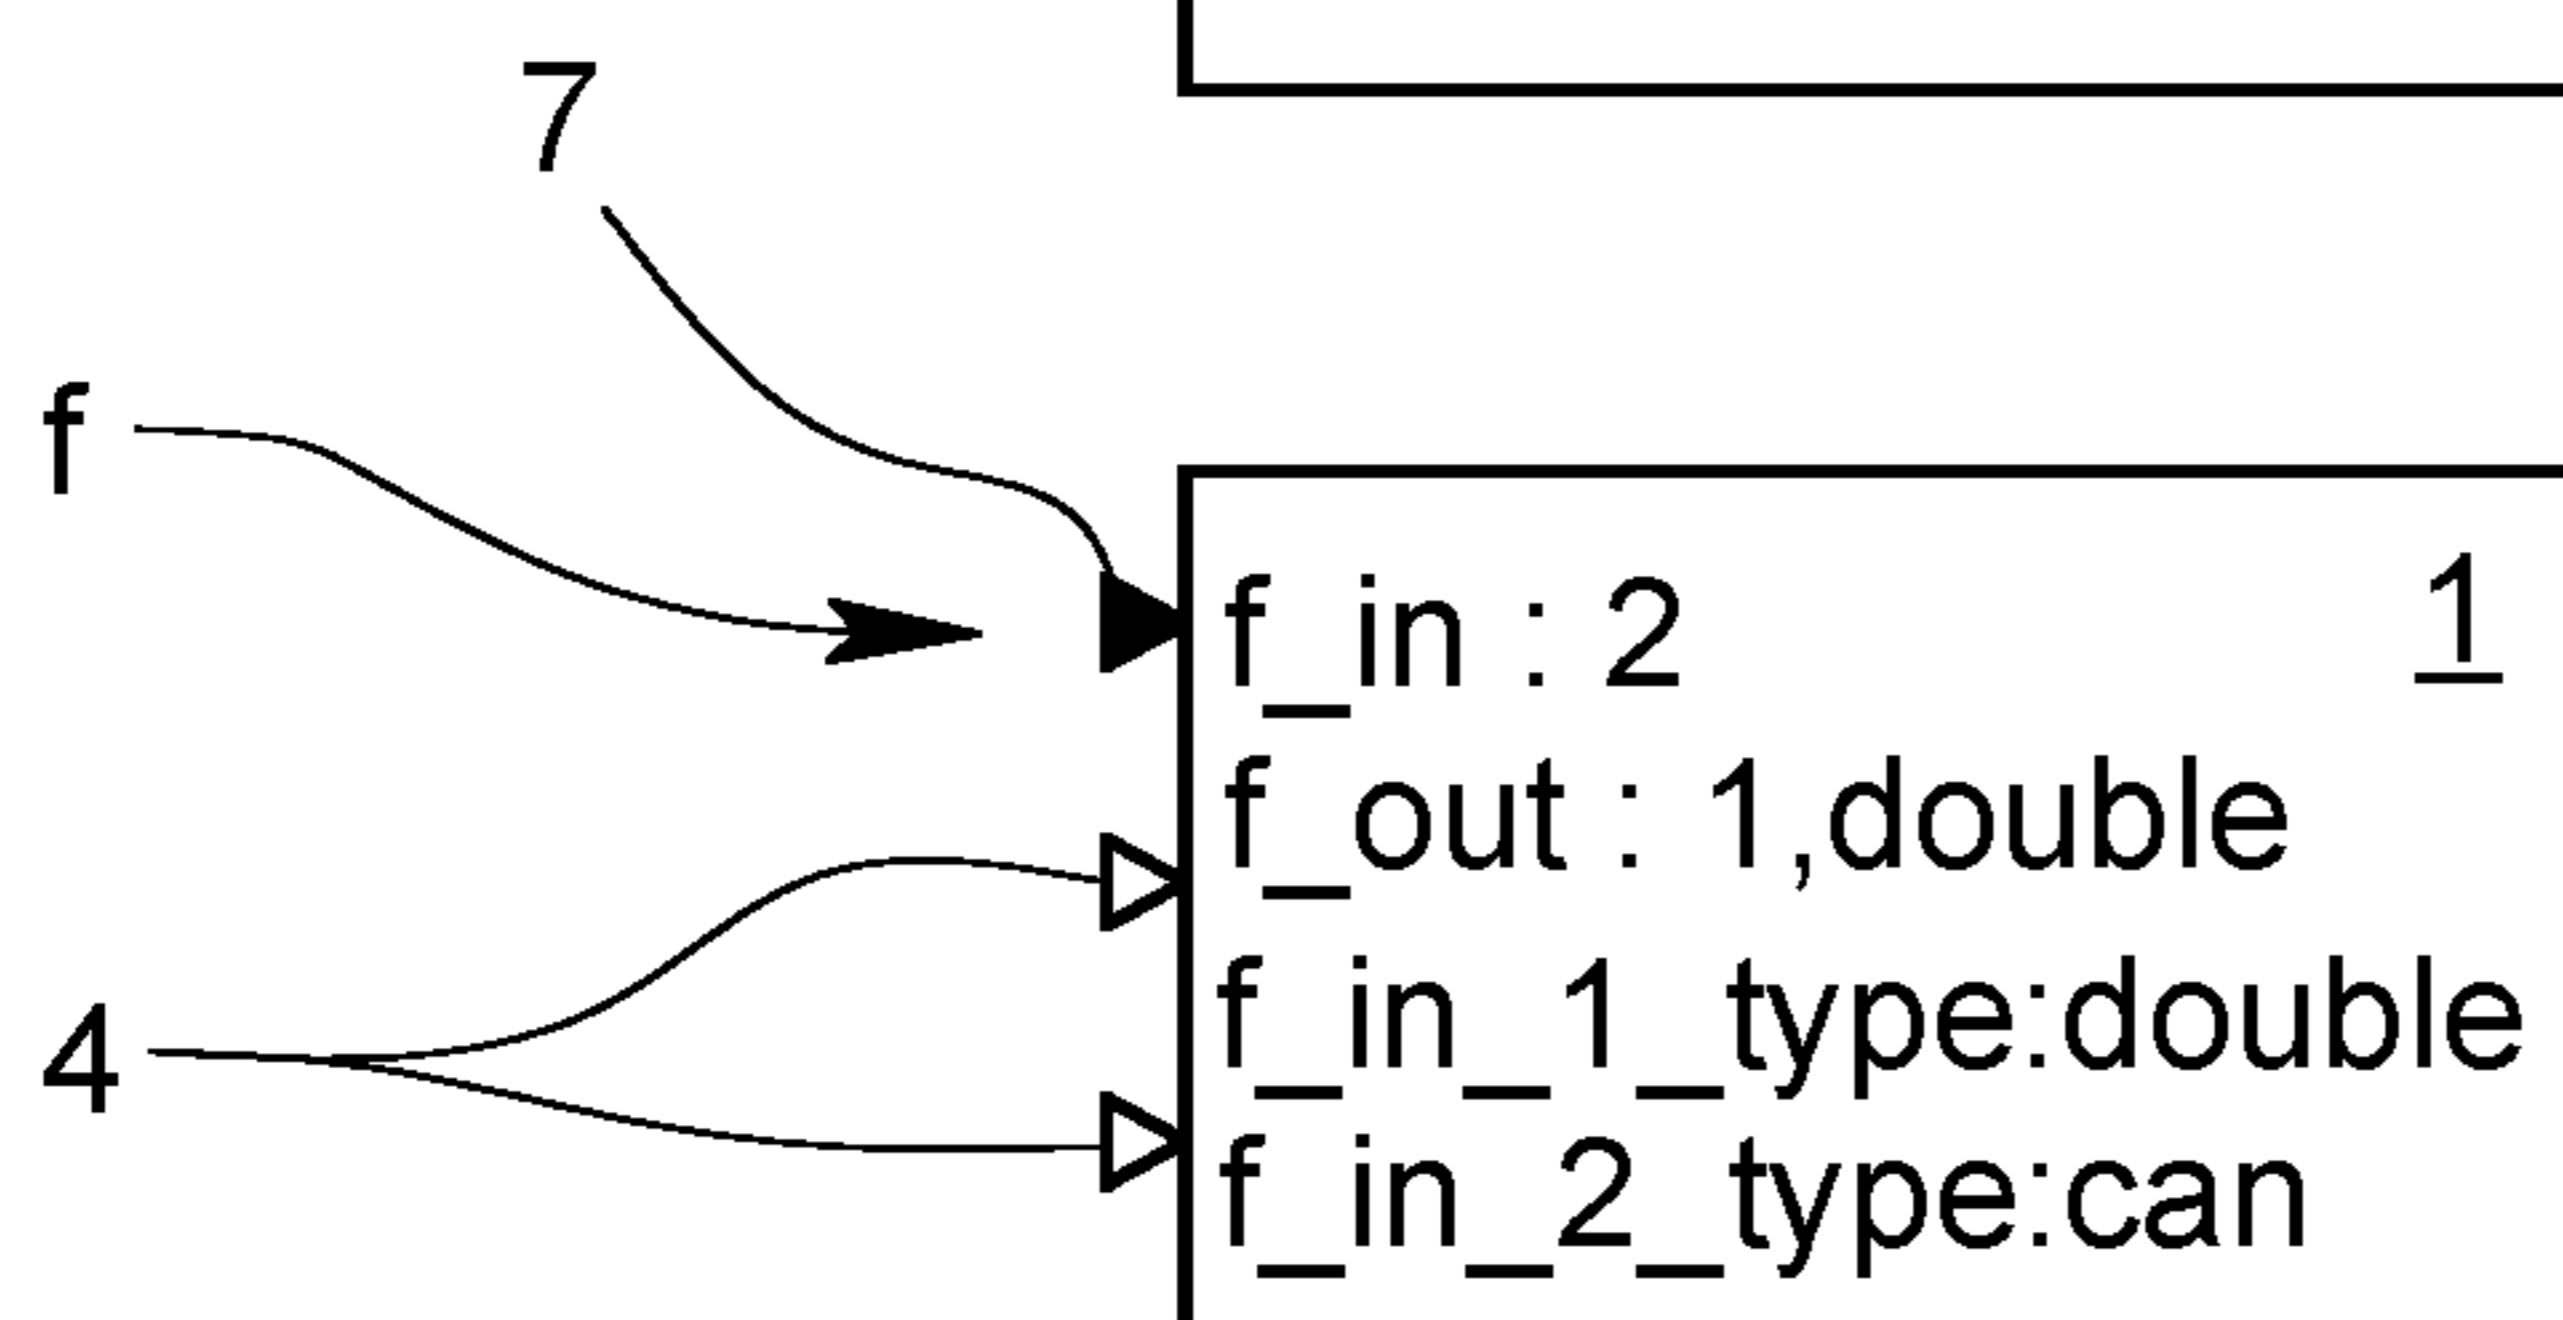 7
f
f_in : 2
1
f_out : 1,double
f_in_1_type:double
4
f_in_2_type:can